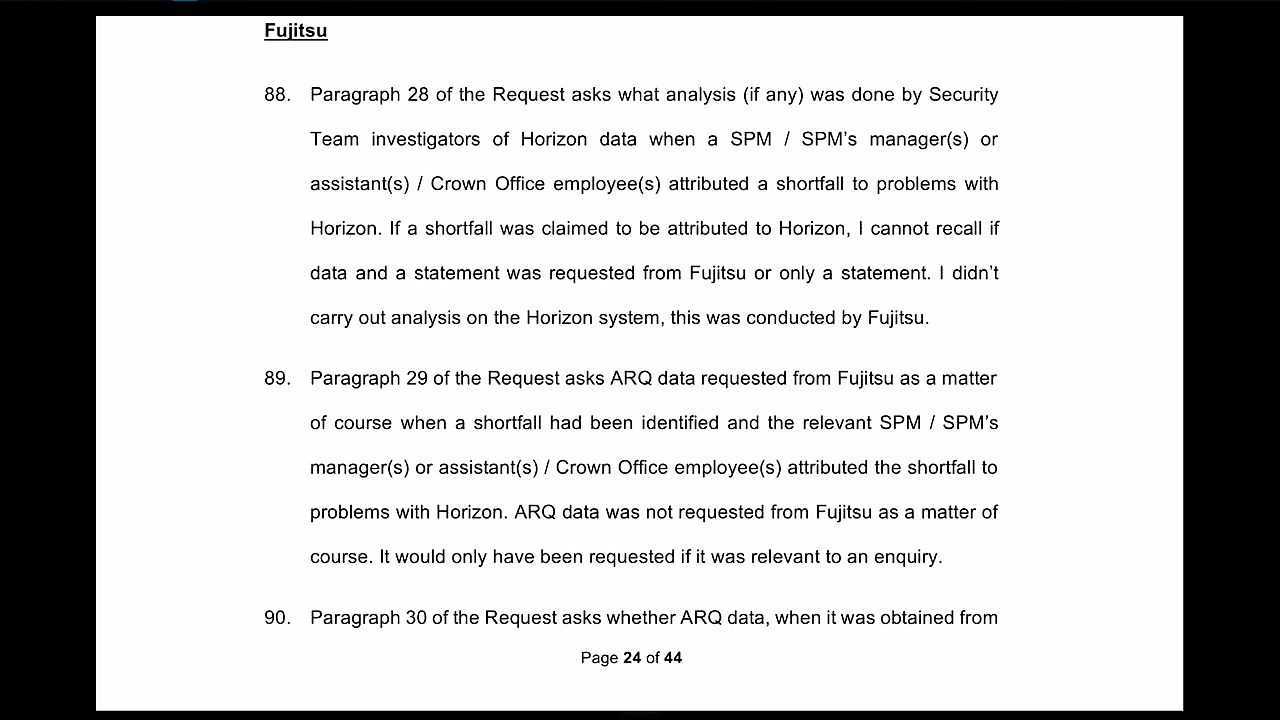 Fujitsu
88. Paragraph 28 of the Request asks what analysis (if any) was done by Security
Team investigators of Horizon data when a SPM / SPM’s manager(s) or
assistant(s) / Crown Office employee(s) attributed a shortfall to problems with
Horizon. If a shortfall was claimed to be attributed to Horizon, I cannot recall if
data and a statement was requested from Fujitsu or only a statement. I didn’t
carry out analysis on the Horizon system, this was conducted by Fujitsu.
89. Paragraph 29 of the Request asks ARQ data requested from Fujitsu as a matter
of course when a shortfall had been identified and the relevant SPM / SPM’s
manager(s) or assistant(s) / Crown Office employee(s) attributed the shortfall to
problems with Horizon. ARQ data was not requested from Fujitsu as a matter of
course. It would only have been requested if it was relevant to an enquiry.
90. Paragraph 30 of the Request asks whether ARQ data, when it was obtained from
Page 24 of 44